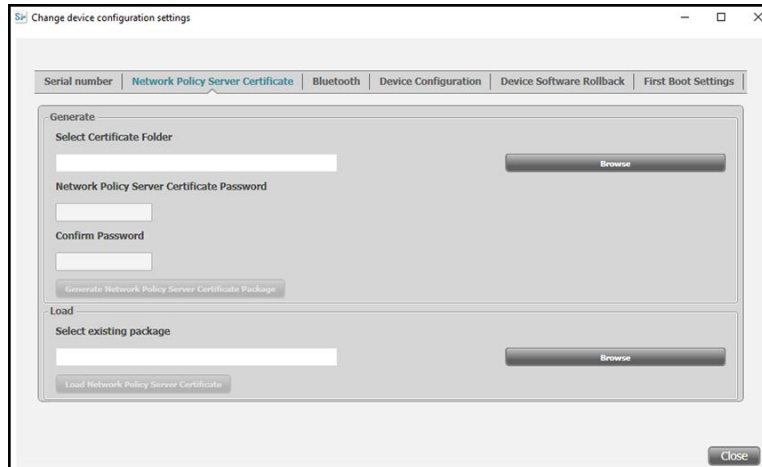 Change device configuration settings
Serial number | Network Policy Server Certificate | Bluetooth | Device Configuration | Device Software Rollback | First Boot Settings
Generate
Select Certificate Folder
Browse
Network Policy Server Certificate Password
Confirm Password
Generate Network Policy Server Certificate Package
Load
Select existing package
Browse
Load Network Policy Server Certificate
Close